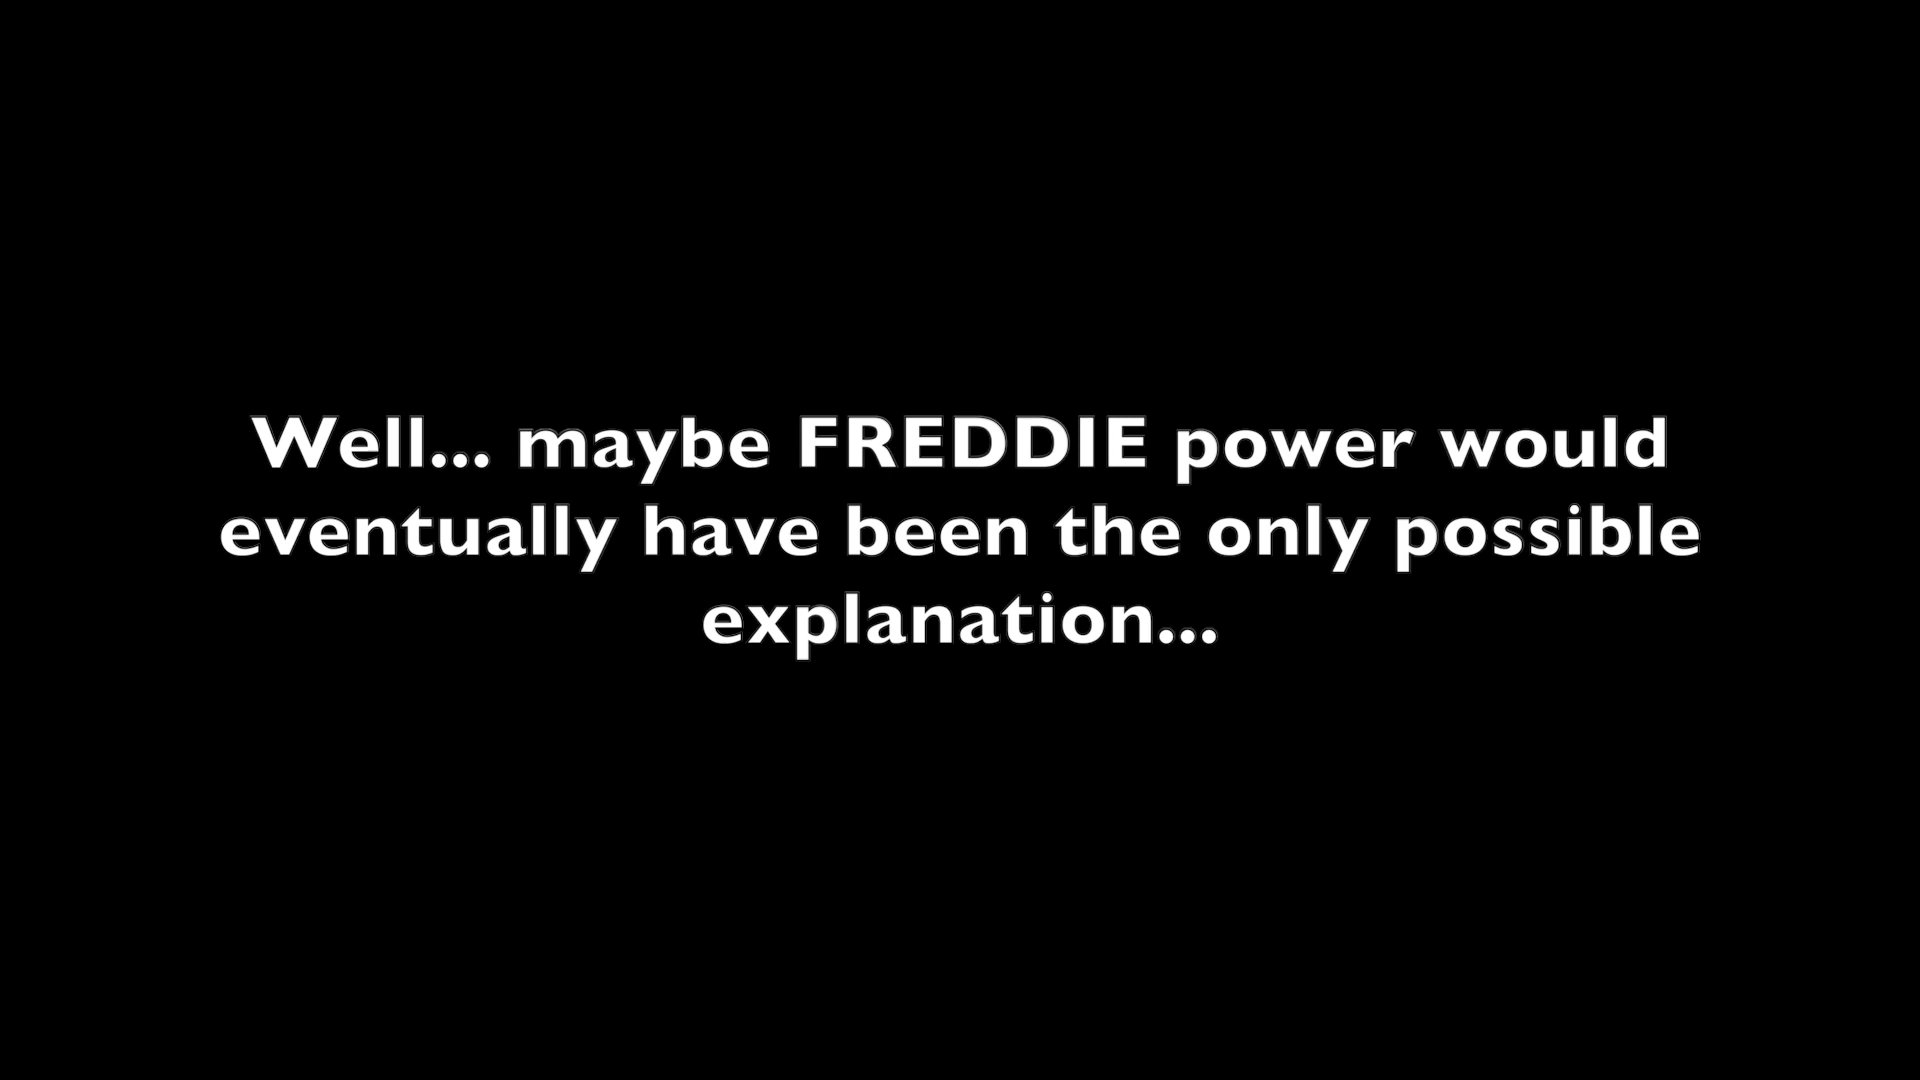 Well... maybe FREDDIE power would
eventually have been the only possible
explanation...